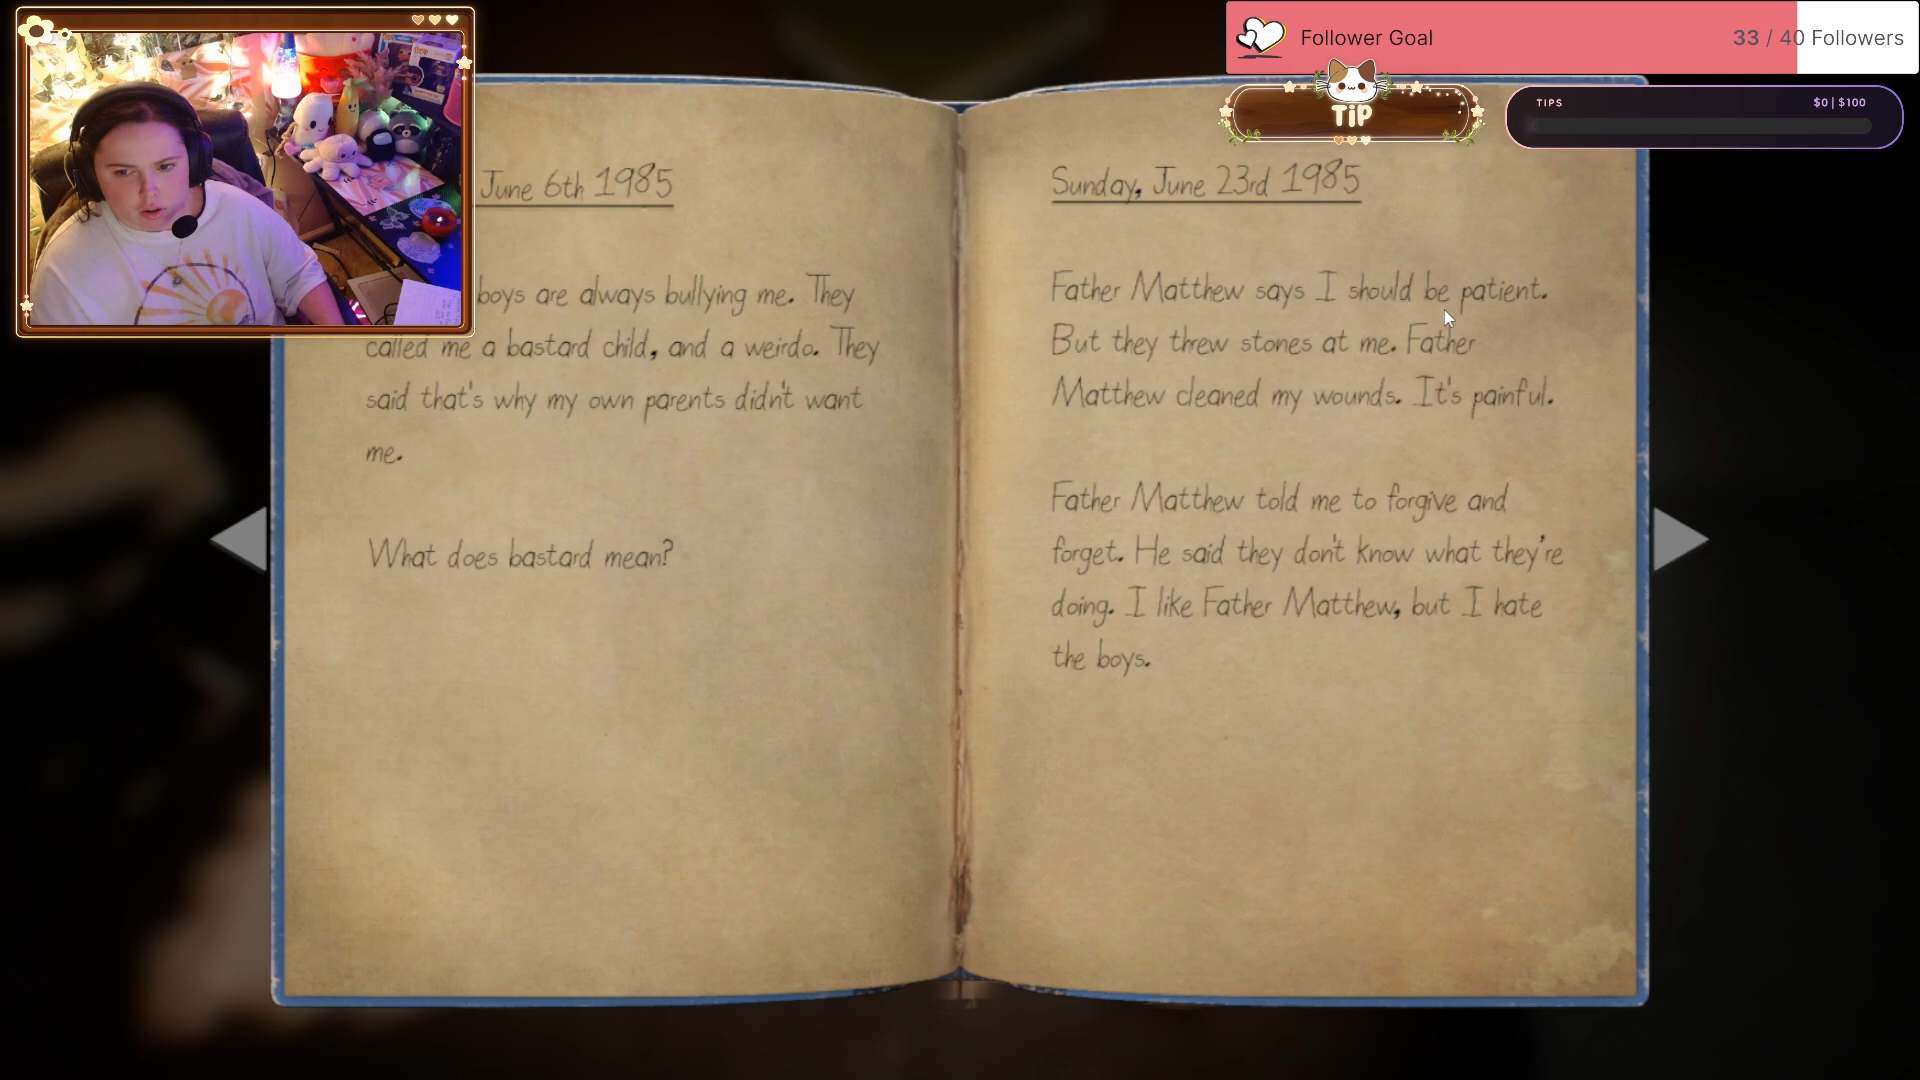 Follower Goal
33 / 40 Followers
TiP
TIPS
$0 | $100
June 6th 1985
boys are always bullying me. They
called me a bastard child, and a weirdo. They
said that's why my own parents didn't want
me.
What does bastard mean?
Sunday, June 23rd 1985
Father Matthew says I should be patient.
But they threw stones at me. Father
Matthew cleaned my wounds. It's painful.
Father Matthew told me to forgive and
forget. He said they don't know what they're
doing. I like Father Matthew, but I hate
the boys.